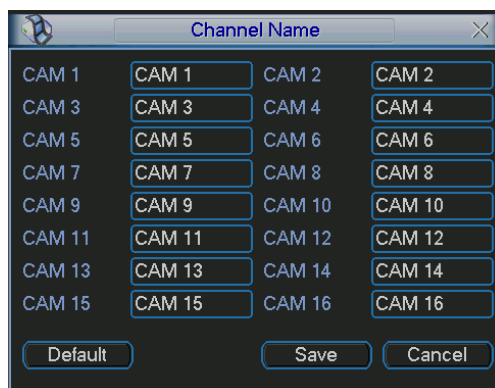 Channel Name
CAM 1 CAM 1 CAM 2 CAM 2
CAM 3 CAM 3 CAM 4 CAM 4
CAM 5 CAM 5 CAM 6 CAM 6
CAM 7 CAM 7 CAM 8 CAM 8
CAM 9 CAM 9 CAM 10 CAM 10
CAM 11 CAM 11 CAM 12 CAM 12
CAM 13 CAM 13 CAM 14 CAM 14
CAM 15 CAM 15 CAM 16 CAM 16
Default Save Cancel